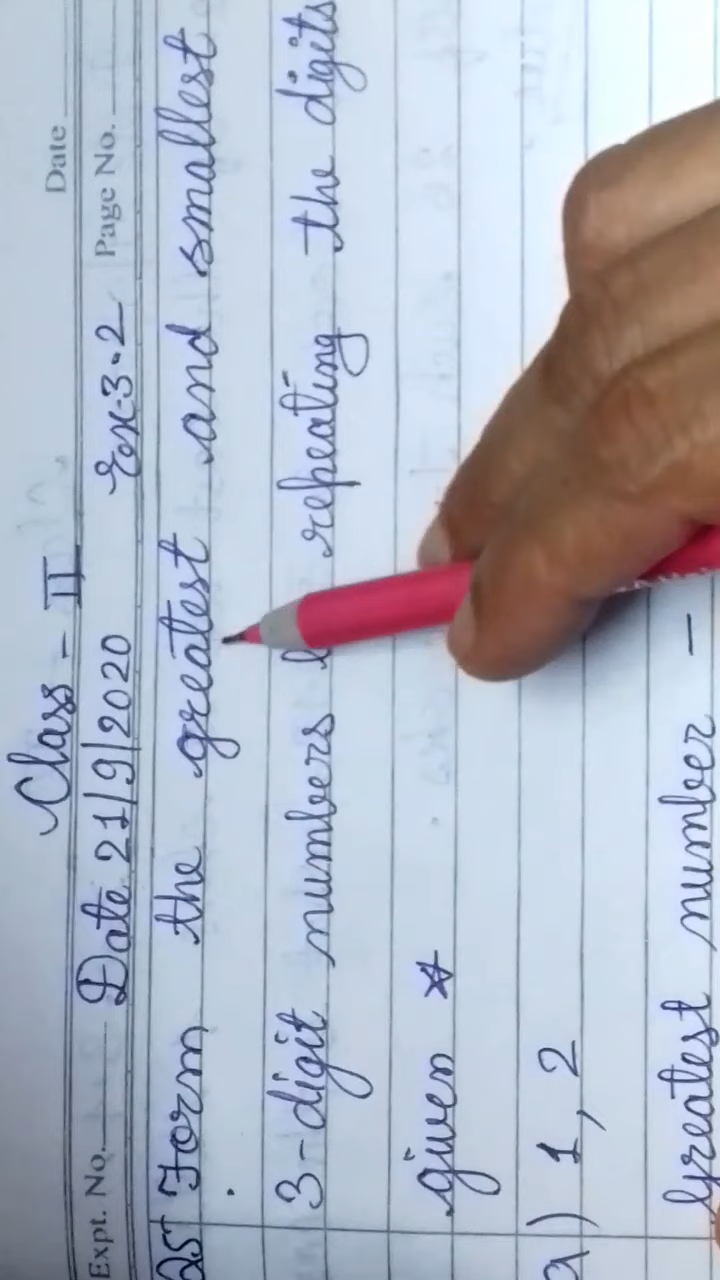 Date
Class - II
Expt. No. Date 21/9/2020 Ex-3.2 Page No.
Q5 Form the greatest and smallest
3-digit numbers repeating the digits
given
a) 1, 2
Greatest number -